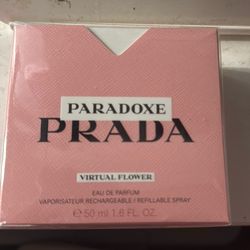 PARADOXE
PRADA
VIRTUAL FLOWER
EAU DE PARFUM
VAPORISATEUR RECHARGEABLE / REFILLABLE SPRAY
℮ 50 ml 1.6 FL. OZ.